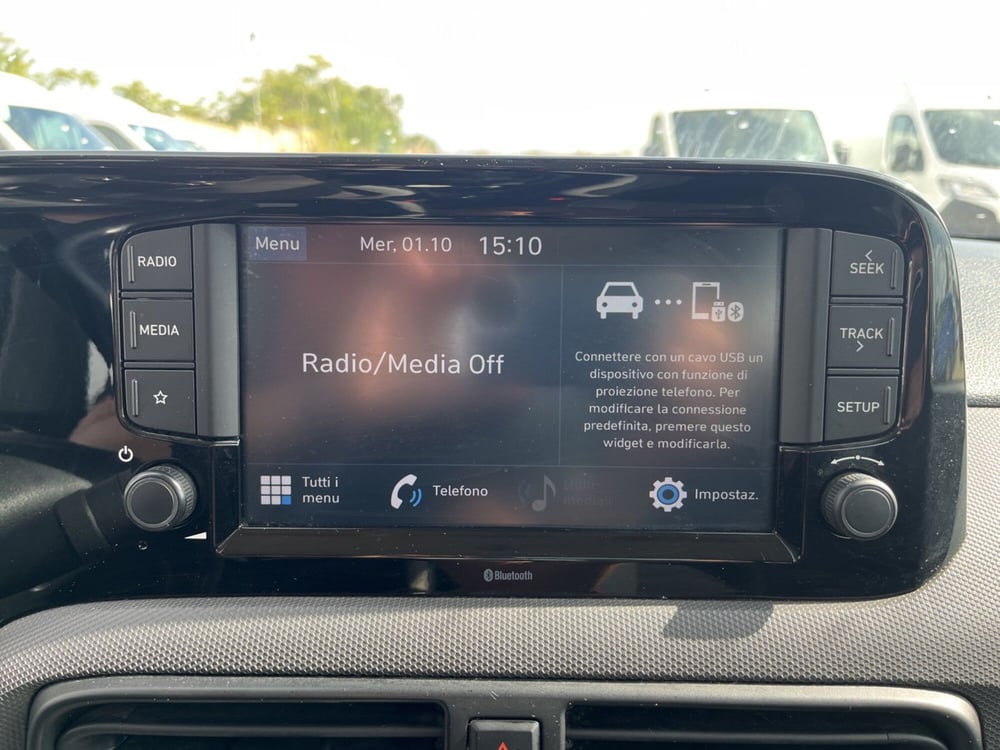 RADIO
MEDIA
Menu
Mer, 01.10
15:10
Radio/Media Off
Connettere con un cavo USB un
dispositivo con funzione di
proiezione telefono. Per
modificare la connessione
predefinita, premere questo
widget e modificarla.
Tutti i
menu
Telefono
Multi-
mediali
Impostaz.
SEEK
TRACK
SETUP
Bluetooth